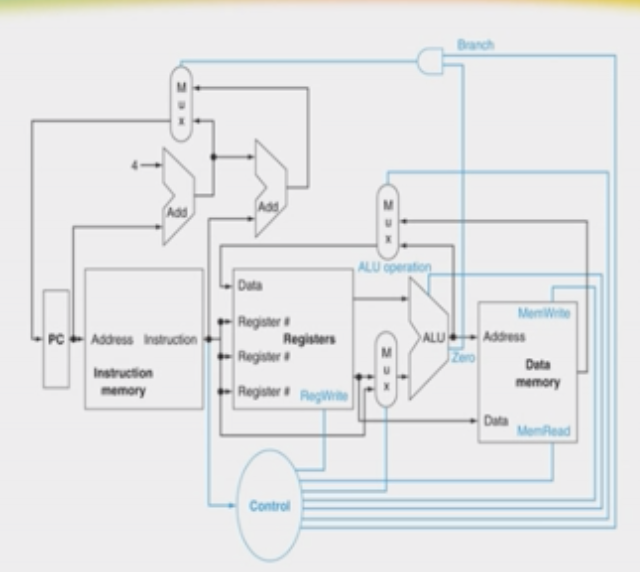 Branch
M
u
x
4
Add
Add
M
u
x
ALU operation
Data
Register #
Registers
Register #
Register #
RegWrite
PC
Address
Instruction
Instruction
memory
M
u
x
ALU
Zero
MemWrite
Address
Data
memory
Data
MemRead
Control